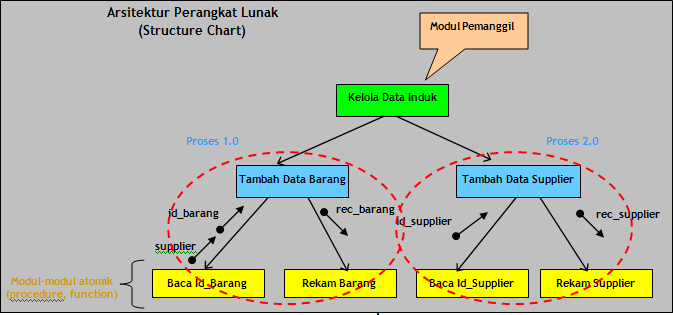 Arsitektur Perangkat Lunak
(Structure Chart)
Modul Pemanggil
Kelola Data Induk
Proses 1.0
Proses 2.0
Tambah Data Barang
Tambah Data Supplier
id_barang
rec_barang
id_supplier
rec_supplier
supplier
Modul-modul atomik
(procedure, function)
Baca Id_Barang
Rekam Barang
Baca Id_Supplier
Rekam Supplier